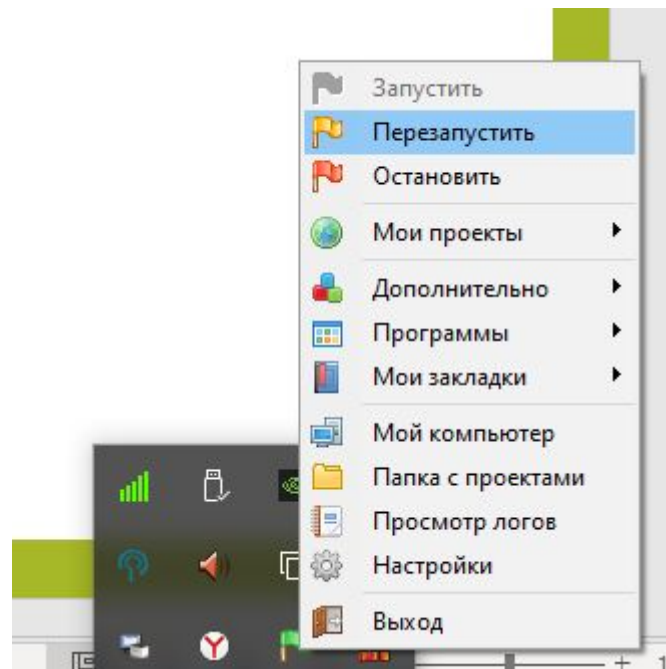 Запустить
Перезапустить
Остановить
Мои проекты
Дополнительно
Программы
Мои закладки
Мой компьютер
Папка с проектами
Просмотр логов
Настройки
Выход